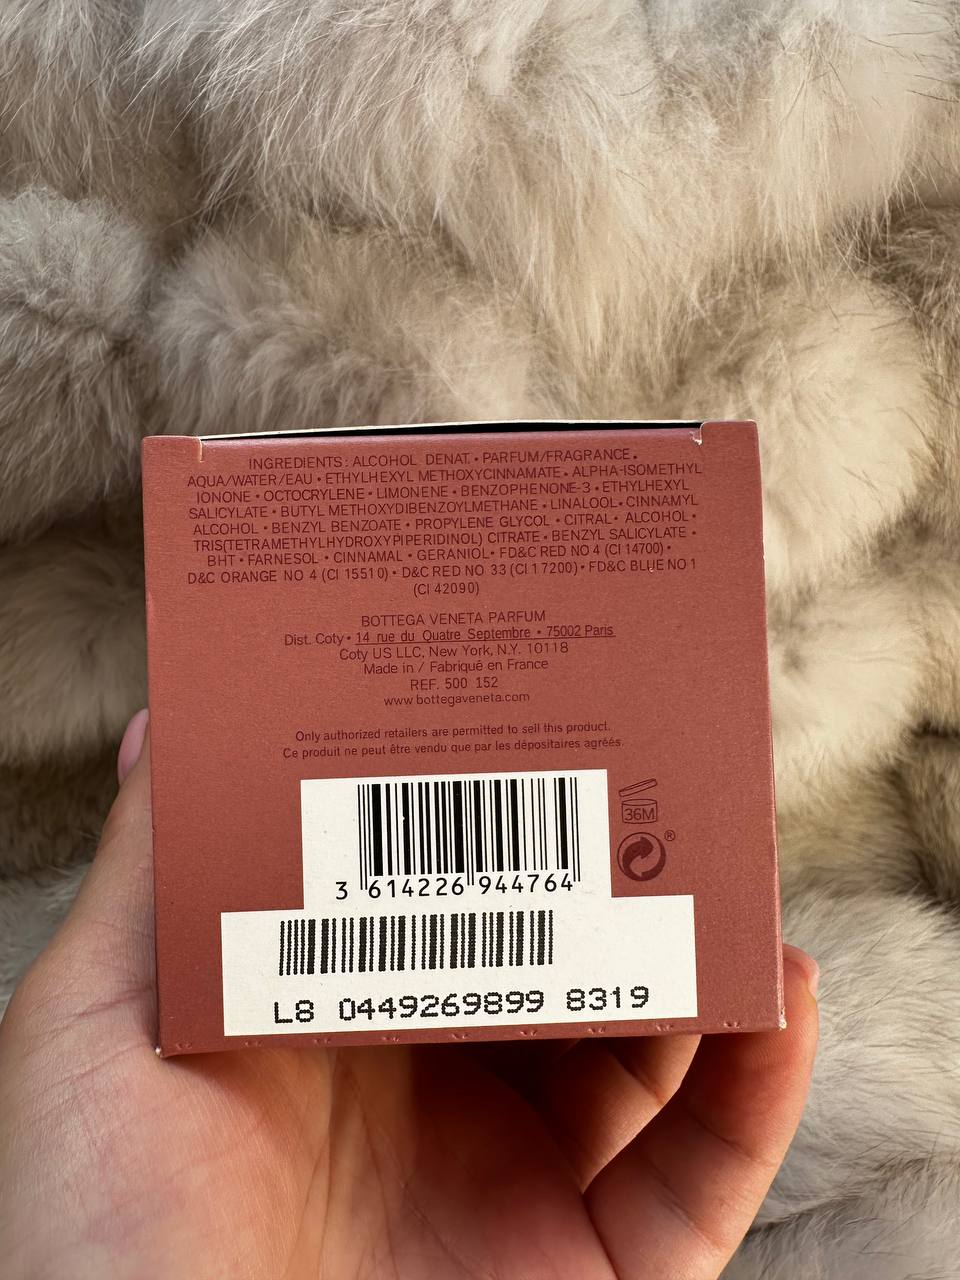 INGREDIENTS: ALCOHOL DENAT. • PARFUM/FRAGRANCE •
AQUA/WATER/EAU • ETHYLHEXYL METHOXYCINNAMATE • ALPHA-ISOMETHYL
IONONE • OCTOCRYLENE • LIMONENE • BENZOPHENONE-3 • ETHYLHEXYL
SALICYLATE • BUTYL METHOXYDIBENZOYLMETHANE • LINALOOL • CINNAMYL
ALCOHOL • BENZYL BENZOATE • PROPYLENE GLYCOL • CITRAL • ALCOHOL •
TRIS(TETRAMETHYLHYDROXYPIPERIDINOL) CITRATE • BENZYL SALICYLATE •
BHT • FARNESOL • CINNAMAL • GERANIOL • FD&C RED NO 4 (CI 14700) •
D&C ORANGE NO 4 (CI 15510) • D&C RED NO 33 (CI 17200) • FD&C BLUE NO 1
(CI 42090)
BOTTEGA VENETA PARFUM
Dist. Coty • 14 rue du Quatre Septembre • 75002 Paris
Coty US LLC, New York, N.Y. 10118
Made in / Fabriqué en France
REF. 500 152
www.bottegaveneta.com
Only authorized retailers are permitted to sell this product.
Ce produit ne peut être vendu que par les dépositaires agréés.
36M
®
3 614226 944764
L8 0449269899 8319